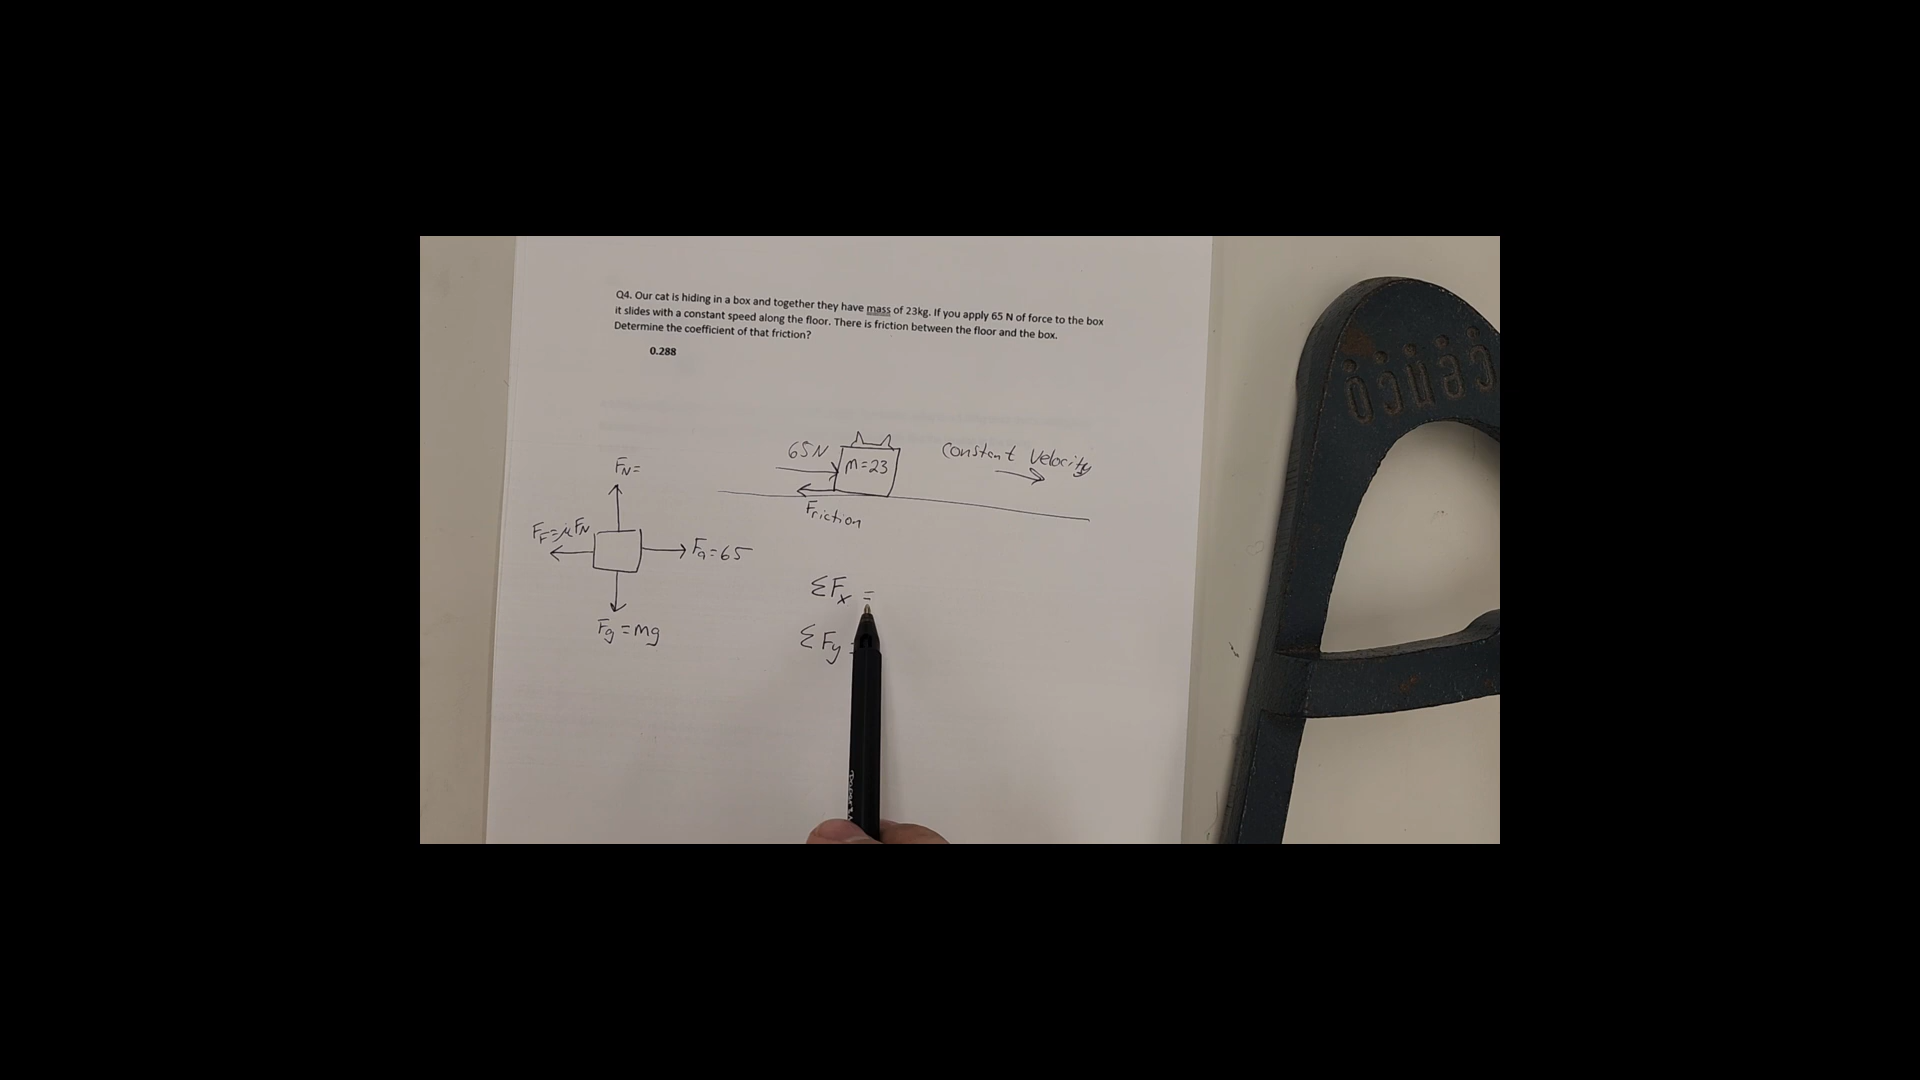 Q4. Our cat is hiding in a box and together they have mass of 23kg. If you apply 65 N of force to the box
it slides with a constant speed along the floor. There is friction between the floor and the box.
Determine the coefficient of that friction?
0.288
65N
m=23
Constant Velocity
Friction
FN=
FF=μFN
Fa=65
Fg=mg
ΣFx =
ΣFy =